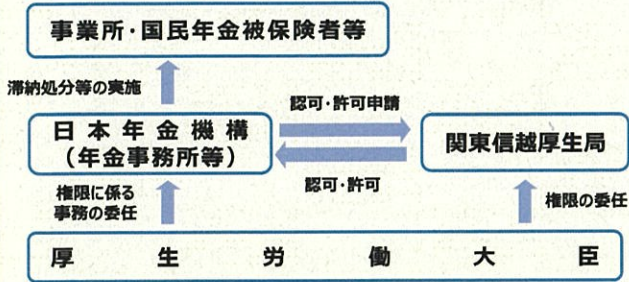 事業所・国民年金被保険者等
滞納処分等の実施
認可・許可申請
日本年金機構
（年金事務所等）
関東信越厚生局
認可・許可
権限に係る
事務の委任
権限の委任
厚生労働大臣